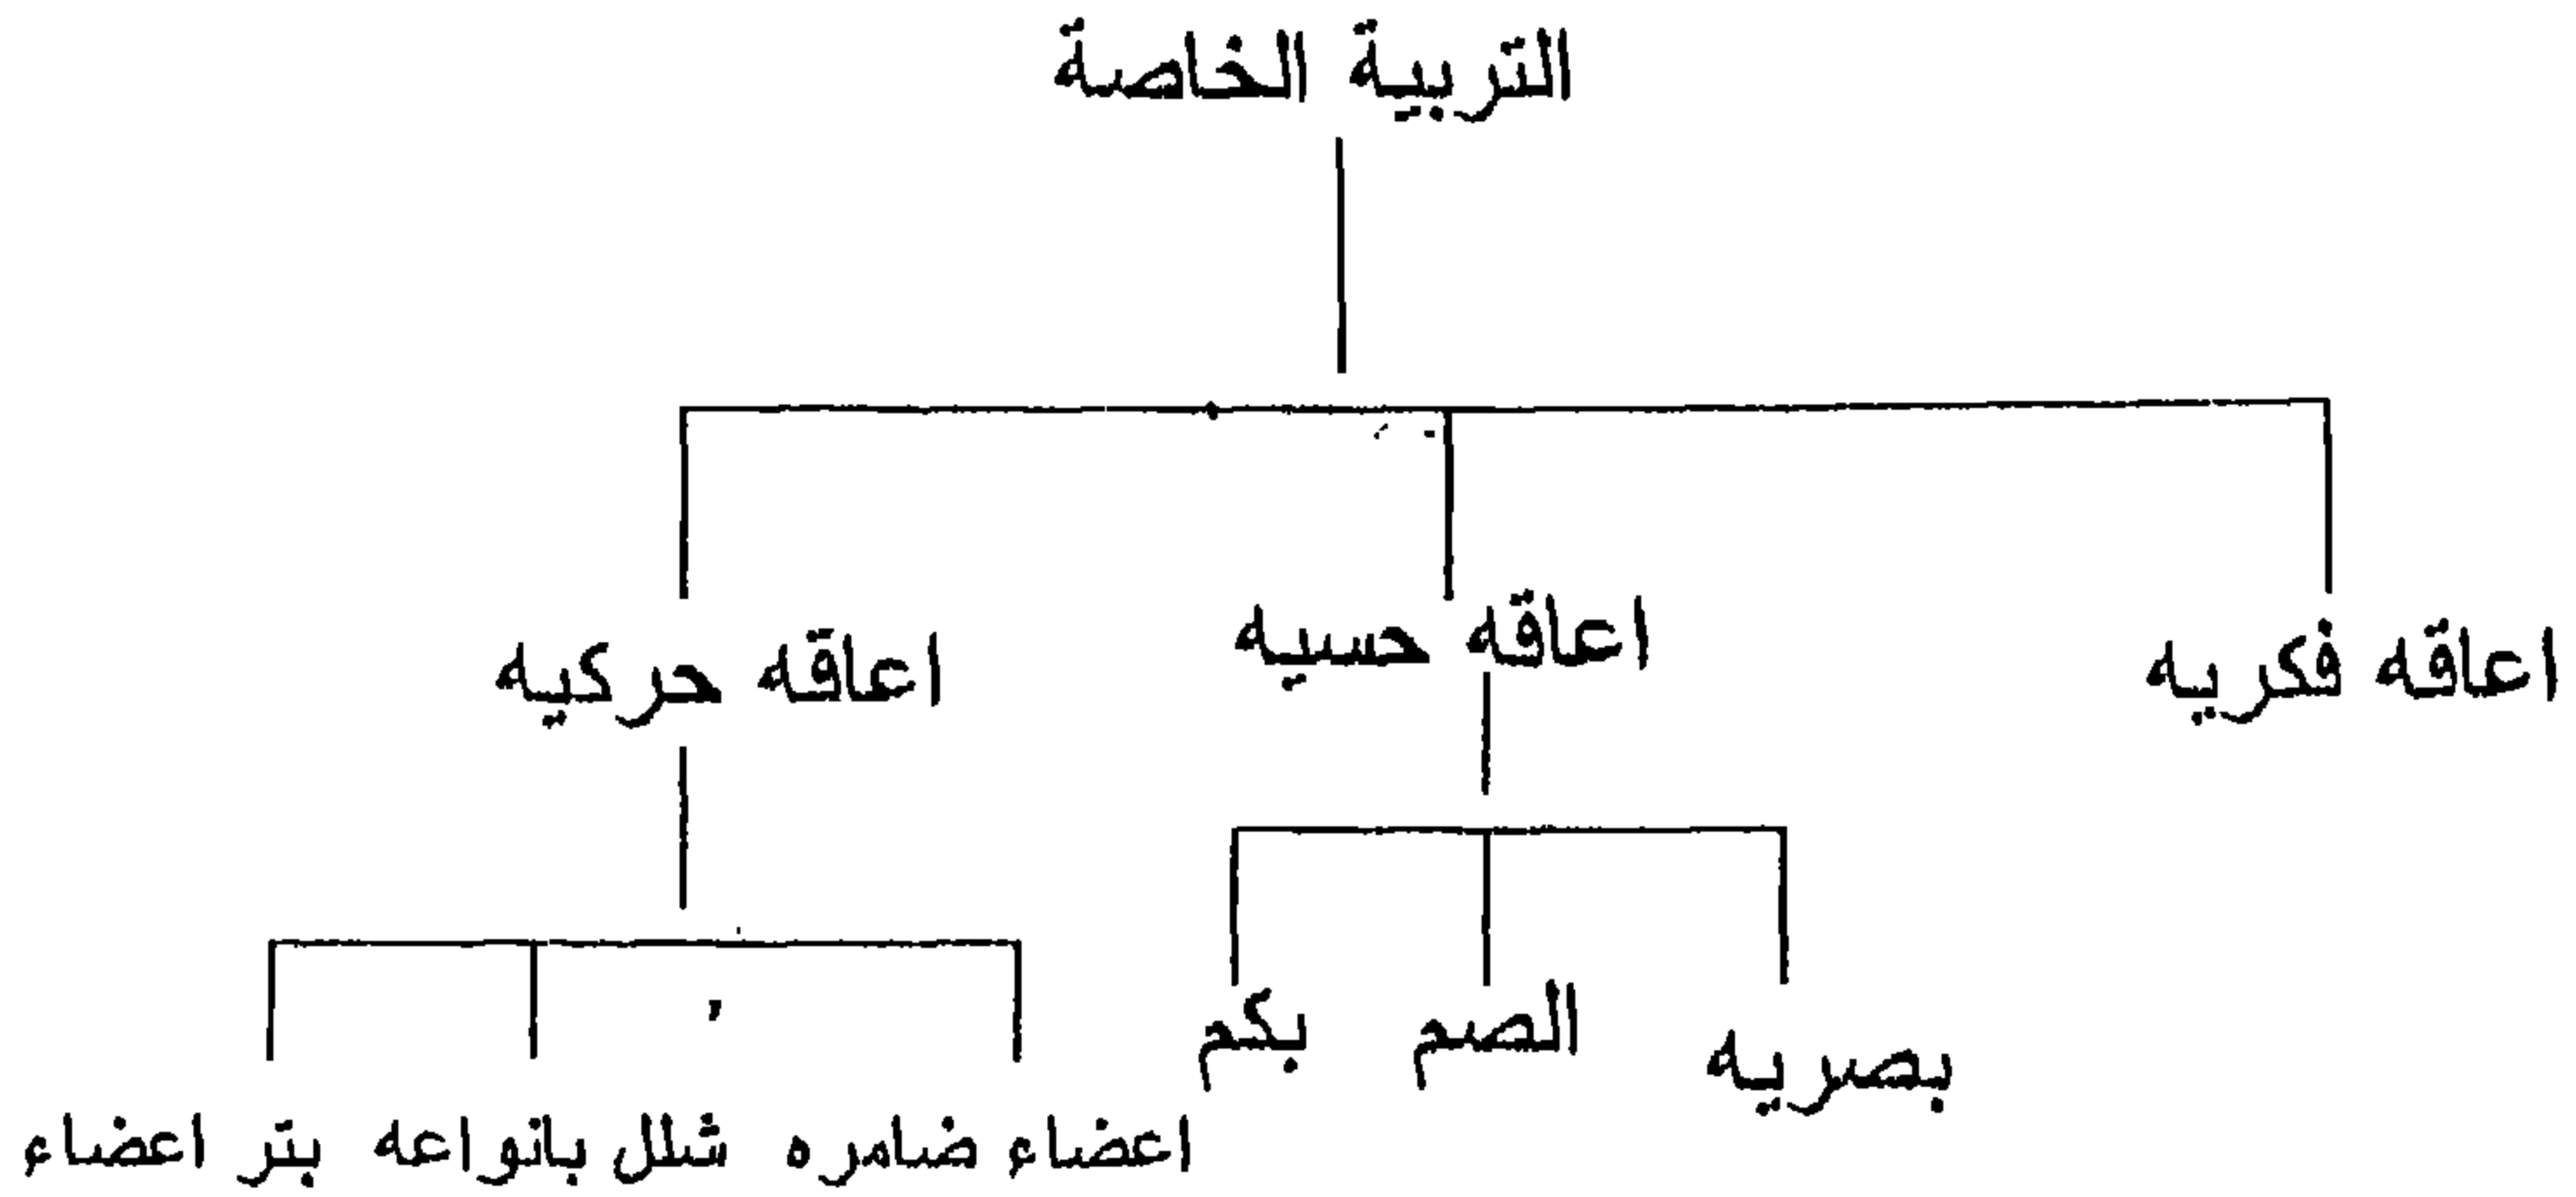 التربية الخاصة
اعاقه فكريه
اعاقه حسيه
اعاقه حركيه
بصريه
الصم
بكم
اعضاء ضامره
شلل بانواعه
بتر اعضاء